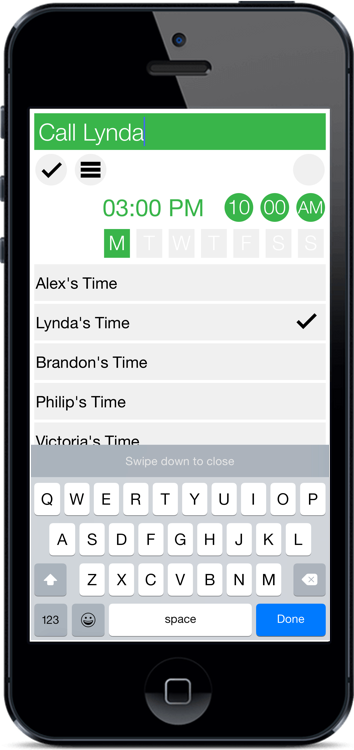 Call Lynda
03:00 PM 10 00 AM
M T W T F S S
Alex's Time
Lynda's Time
Brandon's Time
Philip's Time
Victoria's Time
Swipe down to close
Q W E R T Y U I O P
A S D F G H J K L
Z X C V B N M
123 space Done